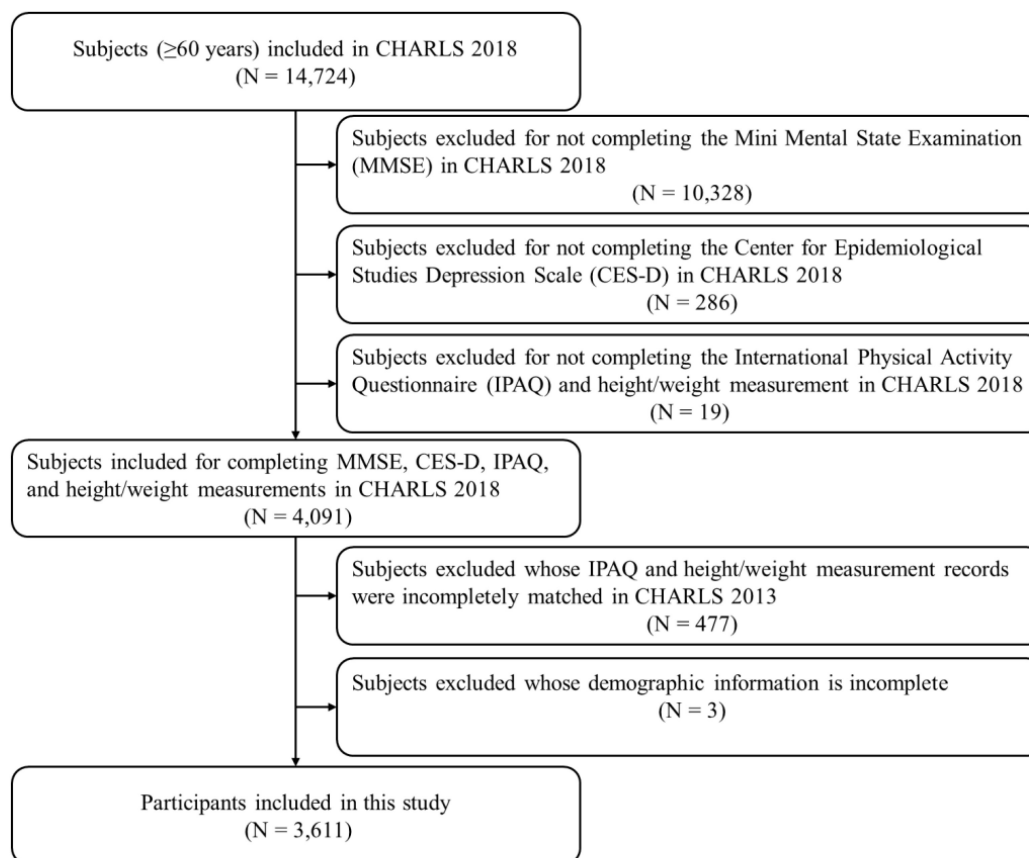 Subjects (≥60 years) included in CHARLS 2018
(N = 14,724)
Subjects excluded for not completing the Mini Mental State Examination
(MMSE) in CHARLS 2018
(N = 10,328)
Subjects excluded for not completing the Center for Epidemiological
Studies Depression Scale (CES-D) in CHARLS 2018
(N = 286)
Subjects excluded for not completing the International Physical Activity
Questionnaire (IPAQ) and height/weight measurement in CHARLS 2018
(N = 19)
Subjects included for completing MMSE, CES-D, IPAQ,
and height/weight measurements in CHARLS 2018
(N = 4,091)
Subjects excluded whose IPAQ and height/weight measurement records
were incompletely matched in CHARLS 2013
(N = 477)
Subjects excluded whose demographic information is incomplete
(N = 3)
Participants included in this study
(N = 3,611)